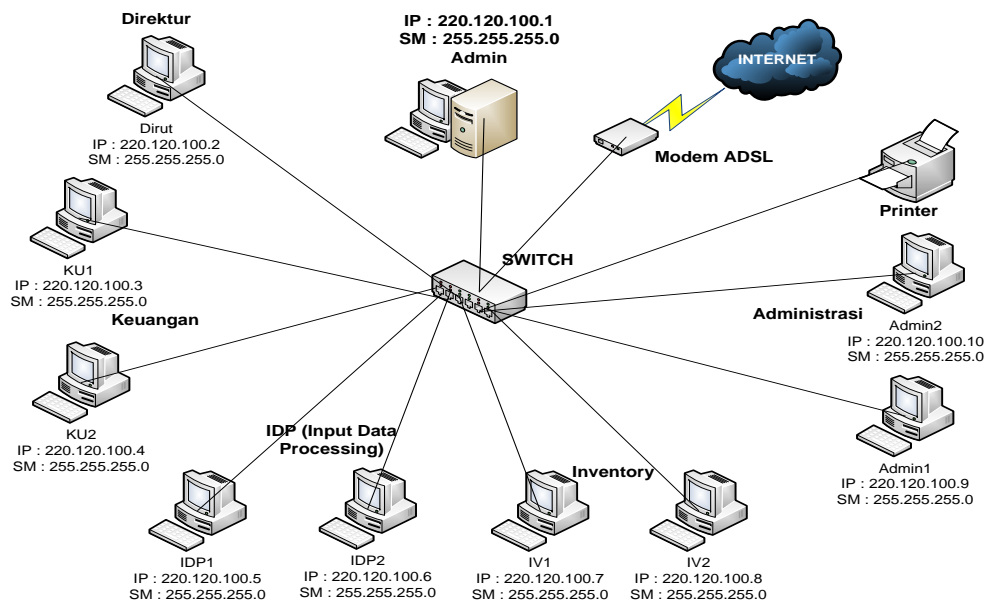 Direktur
IP : 220.120.100.1
SM : 255.255.255.0
Admin
INTERNET
Dirut
IP : 220.120.100.2
SM : 255.255.255.0
Modem ADSL
Printer
KU1
IP : 220.120.100.3
SM : 255.255.255.0
SWITCH
Keuangan
Administrasi
Admin2
IP : 220.120.100.10
SM : 255.255.255.0
KU2
IP : 220.120.100.4
SM : 255.255.255.0
IDP (Input Data
Processing)
Inventory
Admin1
IP : 220.120.100.9
SM : 255.255.255.0
IDP1
IP : 220.120.100.5
SM : 255.255.255.0
IDP2
IP : 220.120.100.6
SM : 255.255.255.0
IV1
IP : 220.120.100.7
SM : 255.255.255.0
IV2
IP : 220.120.100.8
SM : 255.255.255.0